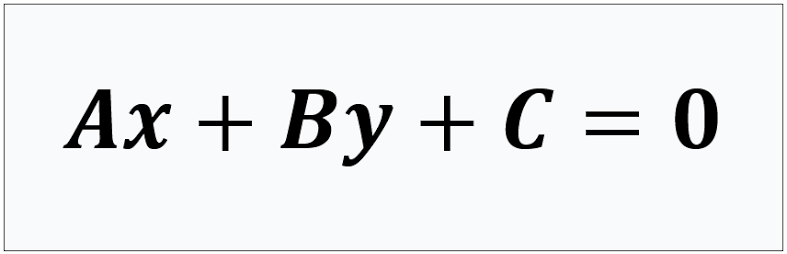 Ax + By + C = 0